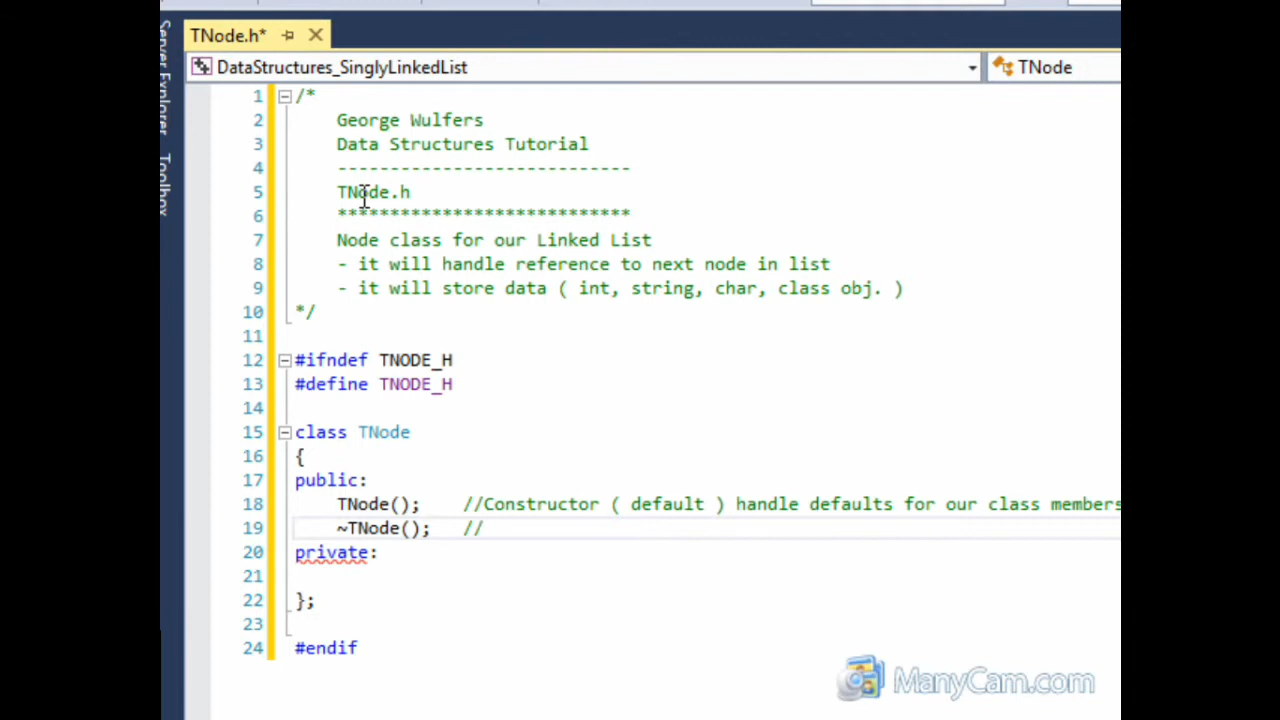 TNode.h*
Server Explorer
Toolbox
DataStructures_SinglyLinkedList
TNode
1 /*
2 George Wulfers
3 Data Structures Tutorial
4 ----------------------------
5 TNode.h
6 ****************************
7 Node class for our Linked List
8 - it will handle reference to next node in list
9 - it will store data ( int, string, char, class obj. )
10 */
11
12 #ifndef TNODE_H
13 #define TNODE_H
14
15 class TNode
16 {
17 public:
18 TNode(); //Constructor ( default ) handle defaults for our class members
19 ~TNode(); //
20 private:
21
22 };
23
24 #endif
ManyCam.com